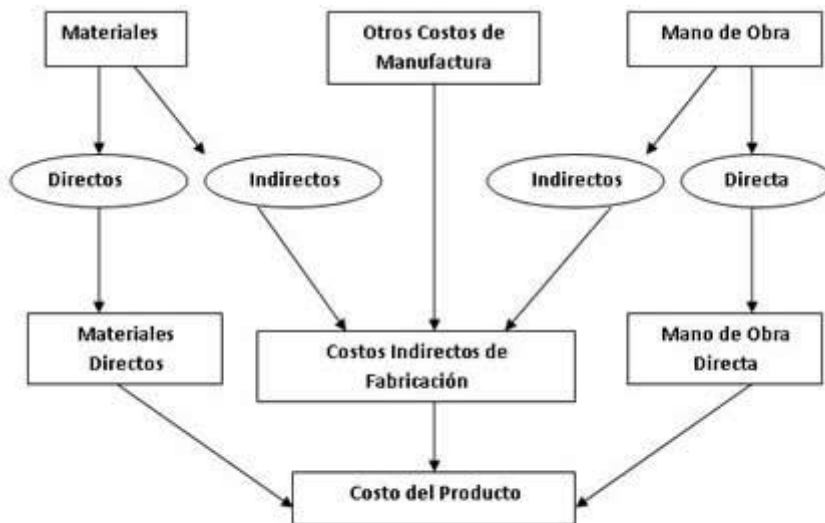 Materiales
Otros Costos de
Manufactura
Mano de Obra
Directos
Indirectos
Indirectos
Directa
Materiales
Directos
Costos Indirectos de
Fabricación
Mano de Obra
Directa
Costo del Producto